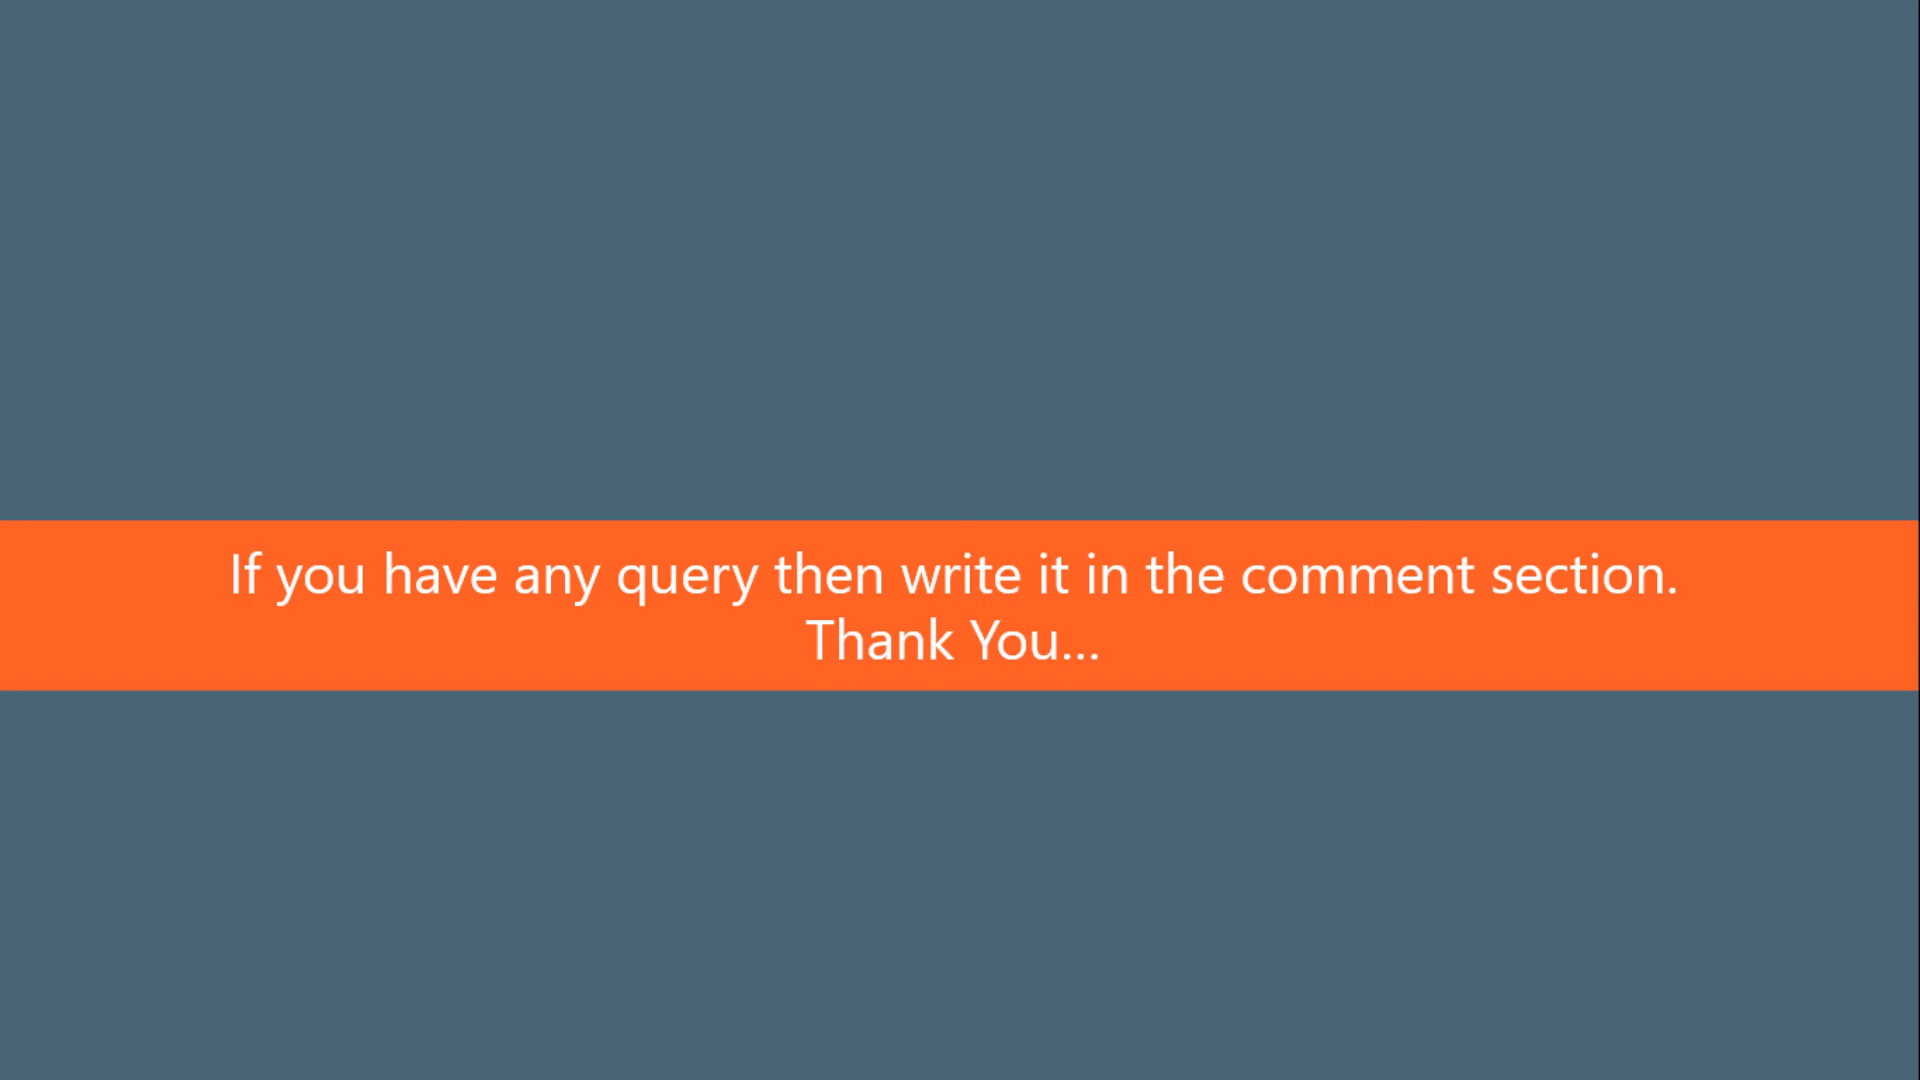 If you have any query then write it in the comment section.
Thank You...